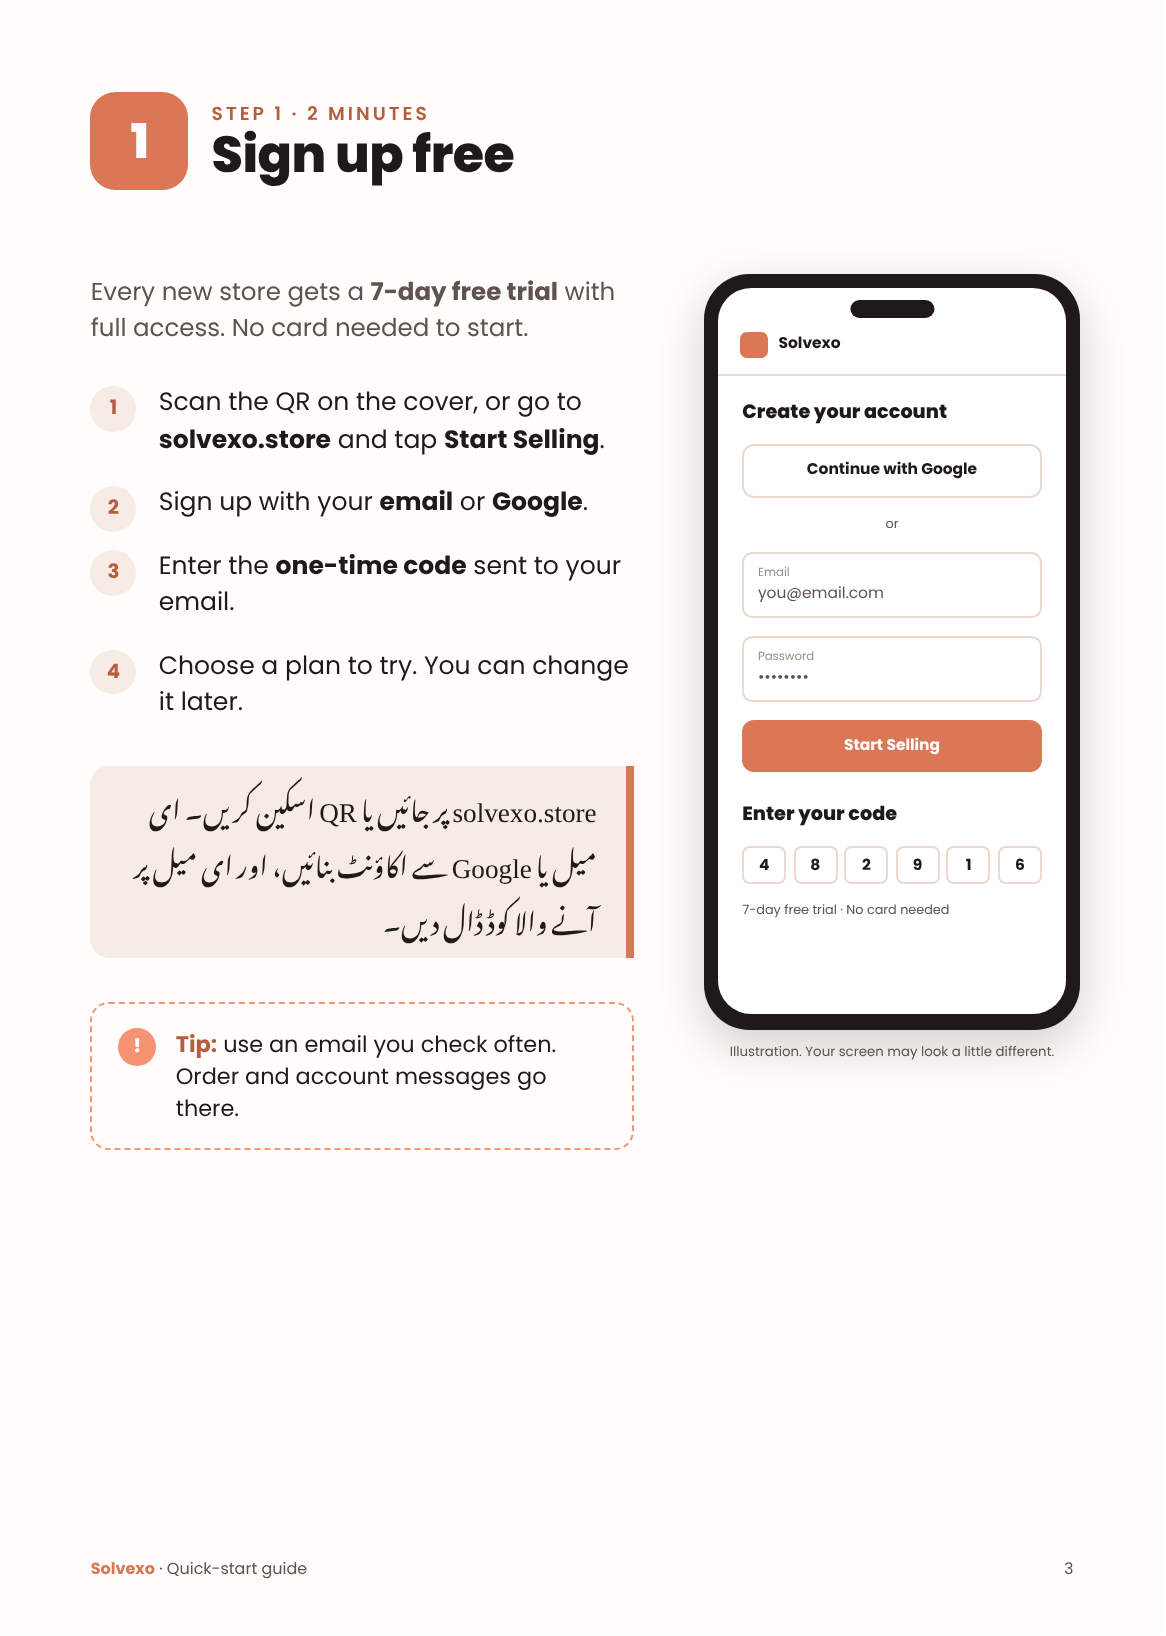 1
STEP 1 · 2 MINUTES
Sign up free
Every new store gets a 7-day free trial with
full access. No card needed to start.
1
Scan the QR on the cover, or go to
solvexo.store and tap Start Selling.
2
Sign up with your email or Google.
3
Enter the one-time code sent to your
email.
4
Choose a plan to try. You can change
it later.
solvexo.store پر جائیں یا QR اسکین کریں۔ ای
میل یا Google سے اکاؤنٹ بنائیں، اور ای میل پر
آنے والا کوڈ ڈال دیں۔
!
Tip: use an email you check often.
Order and account messages go
there.
Solvexo
Create your account
Continue with Google
or
Email
you@email.com
Password
••••••••
Start Selling
Enter your code
4 8 2 9 1 6
7-day free trial · No card needed
Illustration. Your screen may look a little different.
Solvexo · Quick-start guide
3